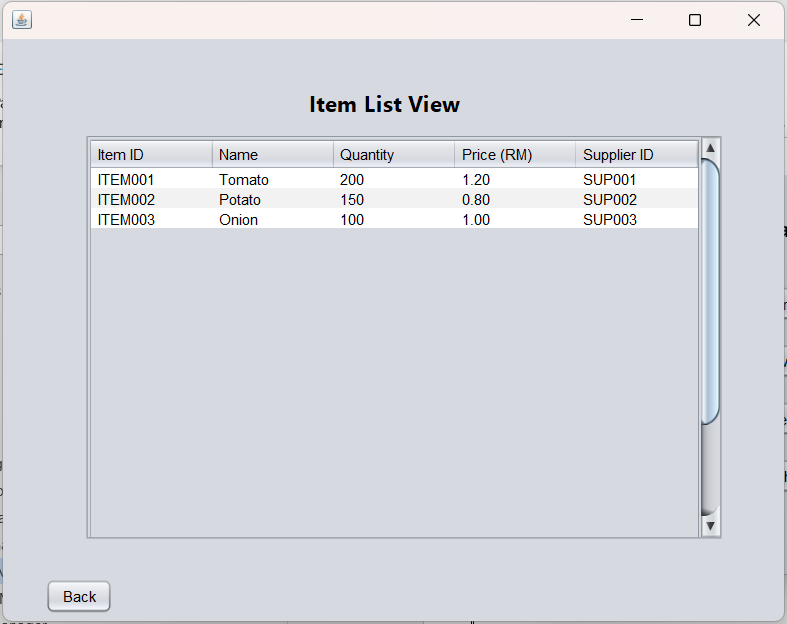 Item List View
Item ID Name Quantity Price (RM) Supplier ID
ITEM001 Tomato 200 1.20 SUP001
ITEM002 Potato 150 0.80 SUP002
ITEM003 Onion 100 1.00 SUP003
Back